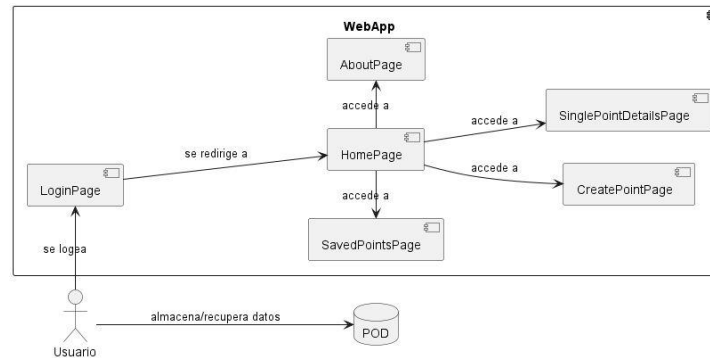 WebApp
AboutPage
accede a
accede a
SinglePointDetailsPage
se redirige a
HomePage
LoginPage
accede a
CreatePointPage
accede a
SavedPointsPage
se logea
almacena/recupera datos
POD
Usuario